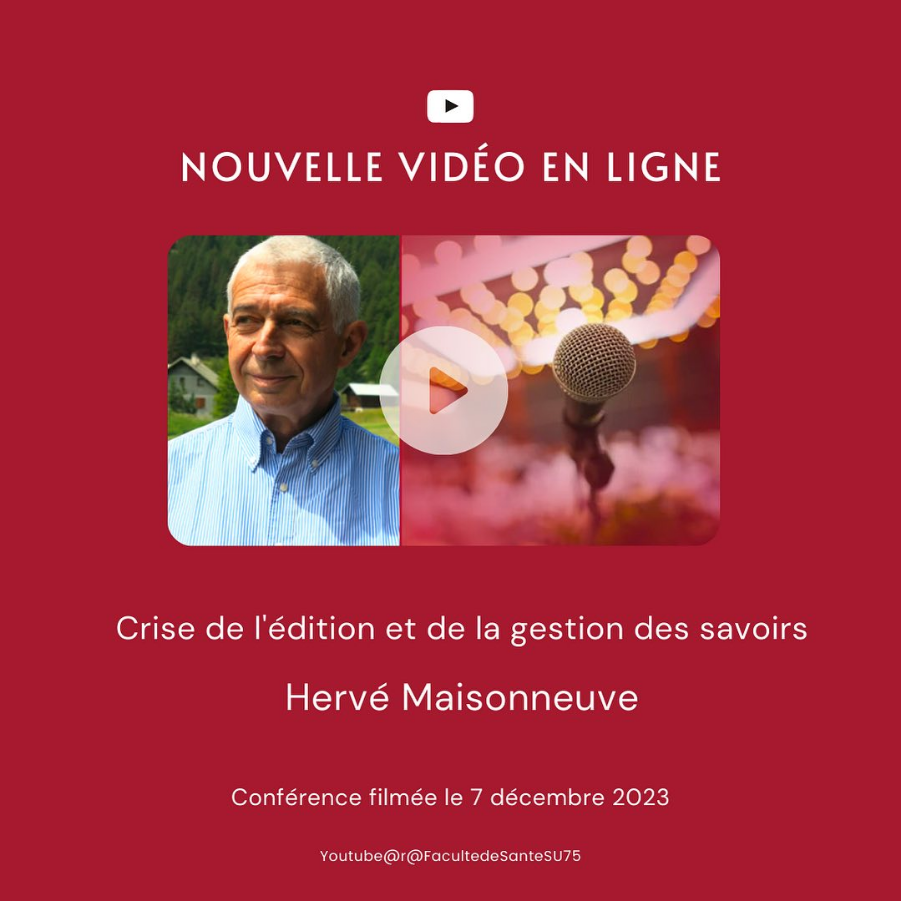 NOUVELLE VIDÉO EN LIGNE
Crise de l'édition et de la gestion des savoirs
Hervé Maisonneuve
Conférence filmée le 7 décembre 2023
Youtube@r@FacultedeSanteSU75